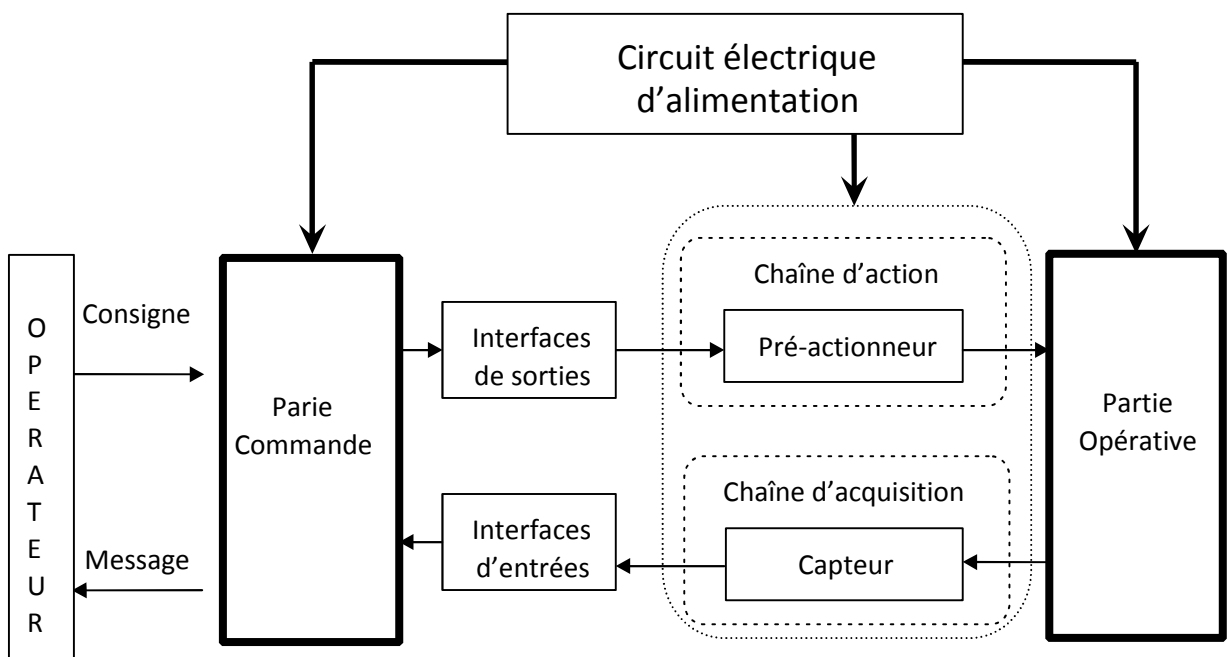 Circuit électrique
d’alimentation
O
P
E
R
A
T
E
U
R
Consigne
Message
Parie
Commande
Interfaces
de sorties
Interfaces
d’entrées
Chaîne d’action
Pré-actionneur
Chaîne d’acquisition
Capteur
Partie
Opérative